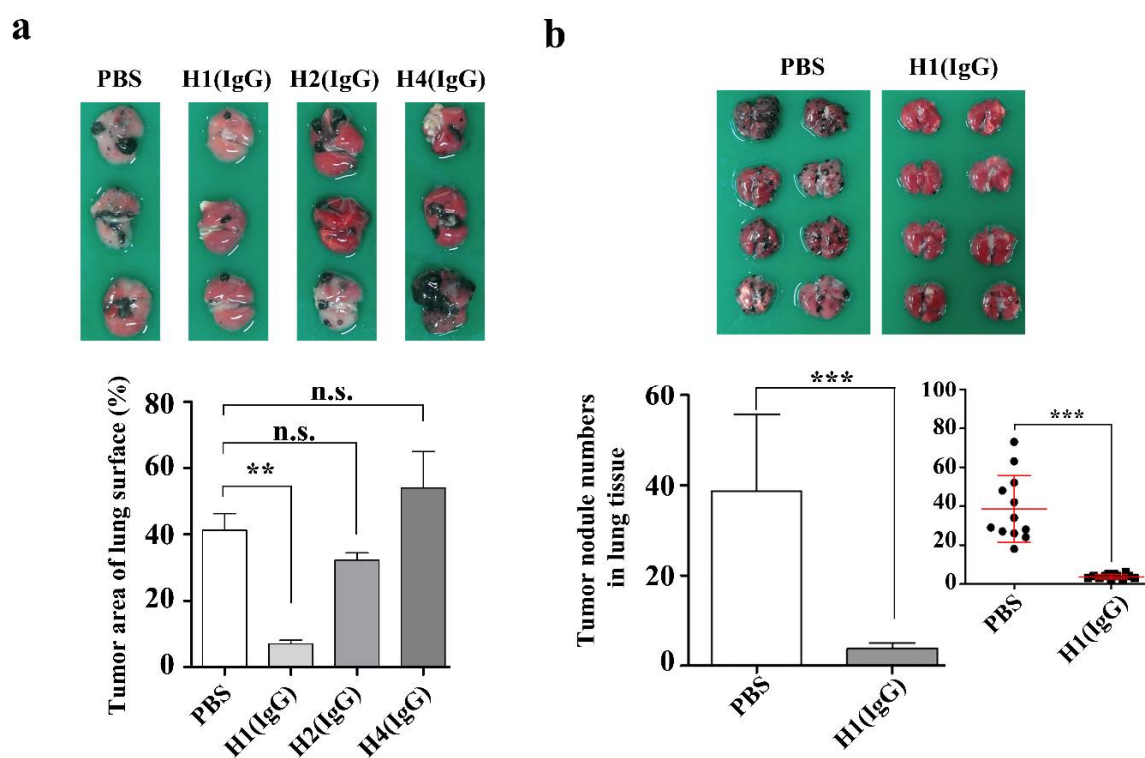 a
PBS H1(IgG) H2(IgG) H4(IgG)
Tumor area of lung surface (%)
80
60
40
20
0
n.s.
n.s.
**
PBS
H1(IgG)
H2(IgG)
H4(IgG)
b
PBS H1(IgG)
Tumor nodule numbers
in lung tissue
60
40
20
0
***
PBS
H1(IgG)
100
80
60
40
20
0
***
PBS
H1(IgG)